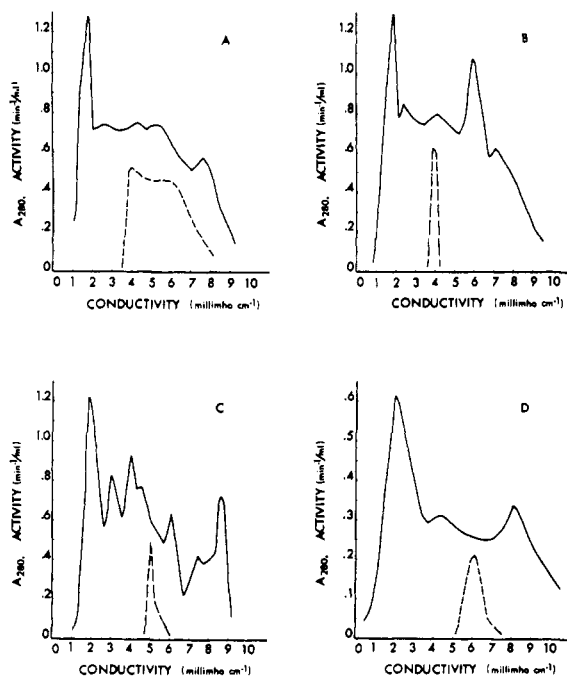 A
1.2
1.0
.8
.6
.4
.2
0
A₂₈₀, ACTIVITY (min⁻¹/ml)
0 1 2 3 4 5 6 7 8 9 10
CONDUCTIVITY (millimho cm⁻¹)
B
1.2
1.0
.8
.6
.4
.2
0
A₂₈₀, ACTIVITY (min⁻¹/ml)
0 1 2 3 4 5 6 7 8 9 10
CONDUCTIVITY (millimho cm⁻¹)
C
1.2
1.0
.8
.6
.4
.2
0
A₂₈₀, ACTIVITY (min⁻¹/ml)
0 1 2 3 4 5 6 7 8 9 10
CONDUCTIVITY (millimho cm⁻¹)
D
.6
.5
.4
.3
.2
.1
0
A₂₈₀, ACTIVITY (min⁻¹/ml)
0 1 2 3 4 5 6 7 8 9 10
CONDUCTIVITY (millimho cm⁻¹)